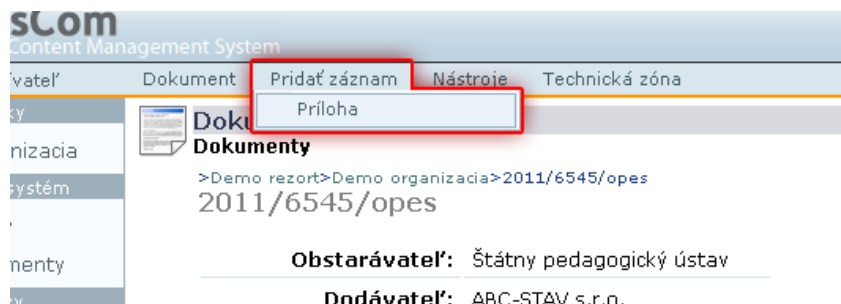 sCom
Content Management System
vateľ Dokument Pridať záznam Nástroje Technická zóna
Príloha
nizacia
Doku
Dokumenty
systém
>Demo rezort>Demo organizacia>2011/6545/opes
2011/6545/opes
menty
Obstarávateľ: Štátny pedagogický ústav
Dodávateľ: ABC-STAV s.r.o.